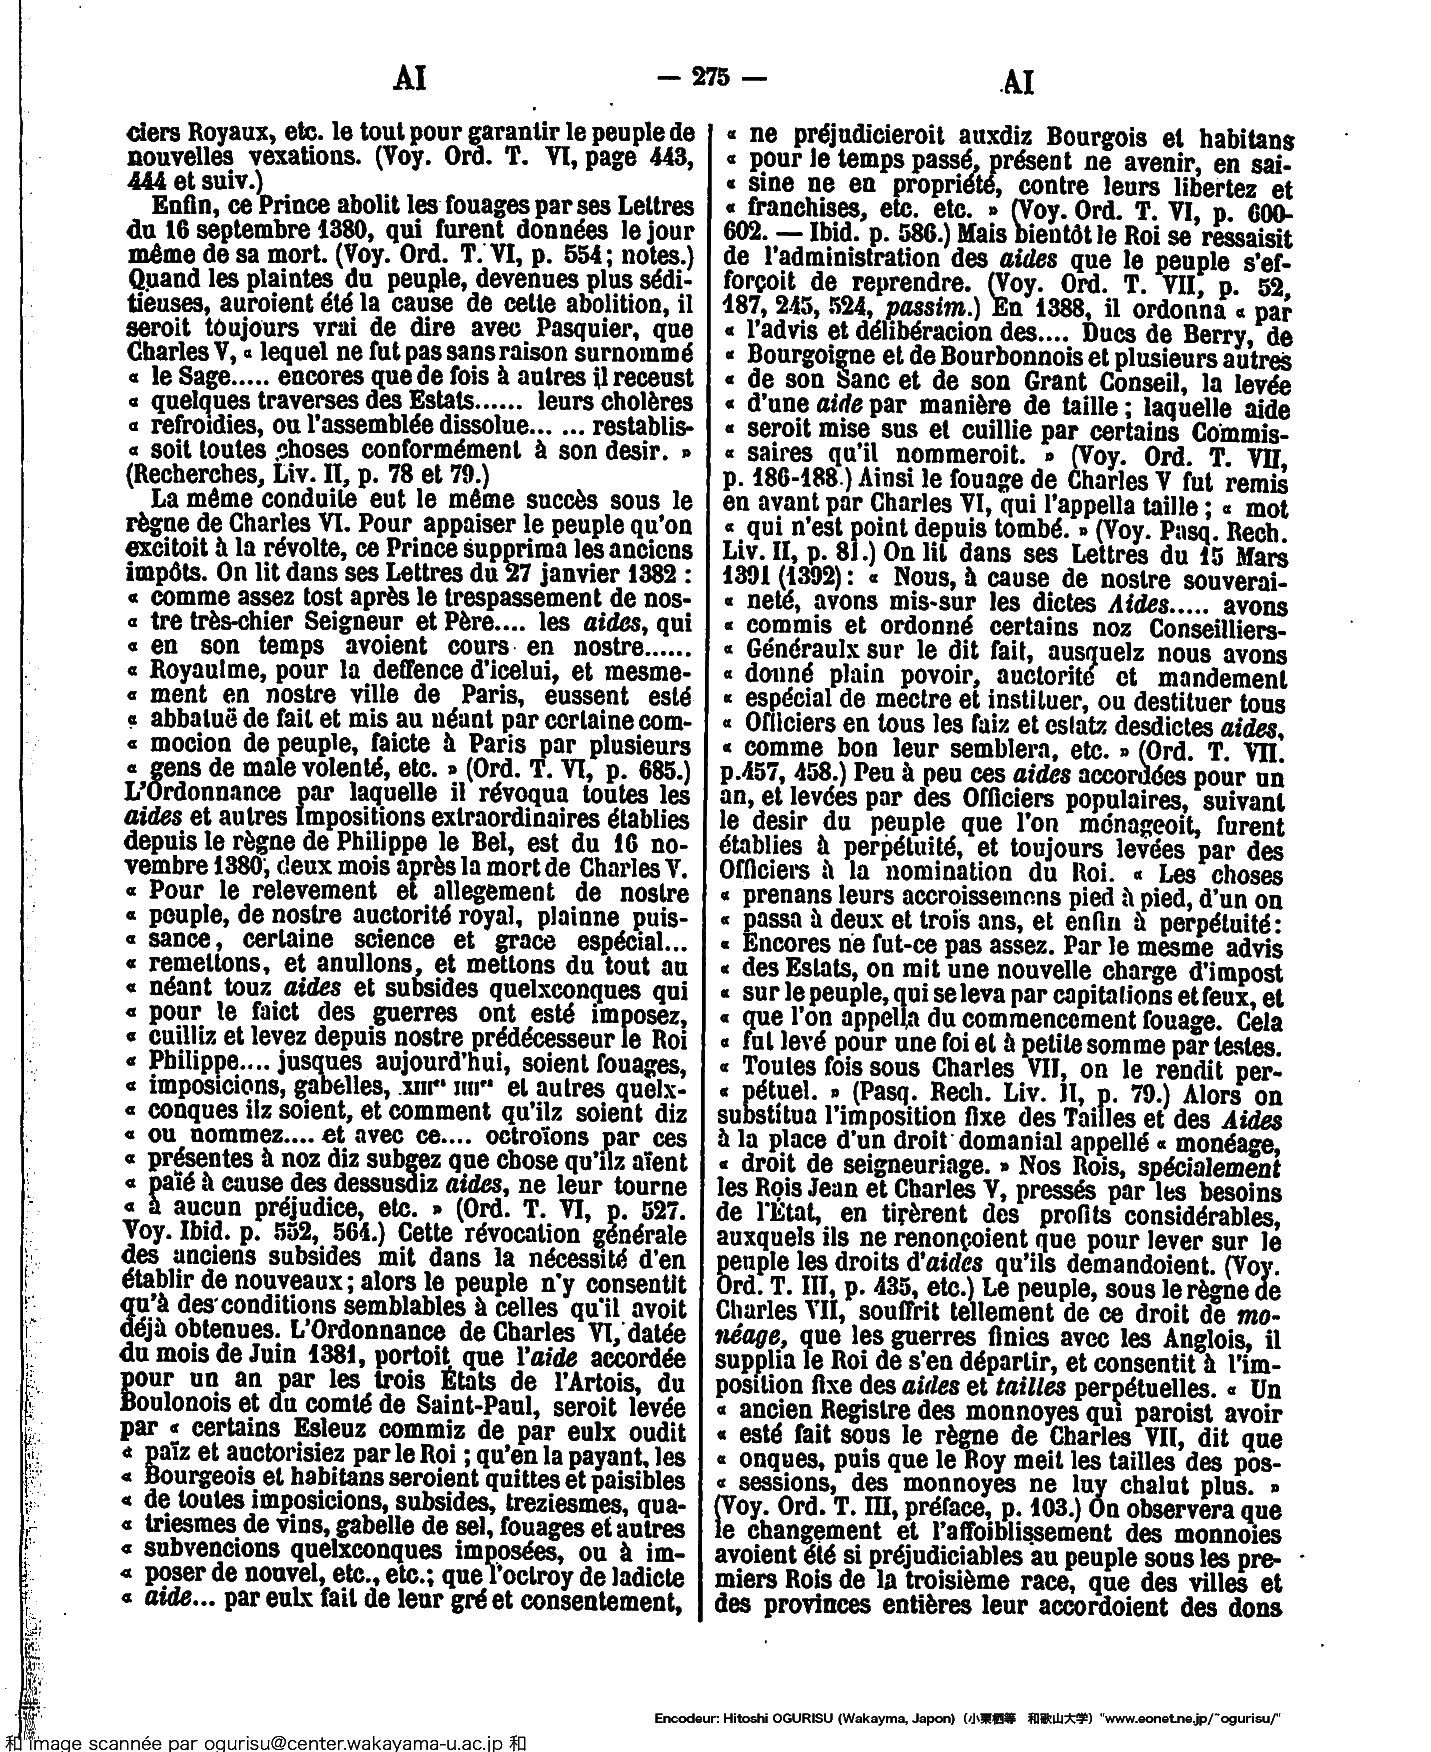 AI
— 275 —
AI
ciers Royaux, etc. le tout pour garantir le peuple de
nouvelles vexations. (Voy. Ord. T. VI, page 443,
444 et suiv.)
Enfin, ce Prince abolit les fouages par ses Lettres
du 16 septembre 1380, qui furent données le jour
même de sa mort. (Voy. Ord. T. VI, p. 554 ; notes.)
Quand les plaintes du peuple, devenues plus sédi-
tieuses, auroient été la cause de cette abolition, il
seroit toujours vrai de dire avec Pasquier, que
Charles V, « lequel ne fut pas sans raison surnommé
« le Sage..... encores que de fois à autres il receust
« quelques traverses des Estats...... leurs cholères
« refroidies, ou l'assemblée dissolue... ... restablis-
« soit toutes choses conformément à son desir. »
(Recherches, Liv. II, p. 78 et 79.)
La même conduite eut le même succès sous le
règne de Charles VI. Pour appaiser le peuple qu'on
excitoit à la révolte, ce Prince supprima les anciens
impôts. On lit dans ses Lettres du 27 janvier 1382 :
« comme assez tost après le trespassement de nos-
« tre très-chier Seigneur et Père.... les aides, qui
« en son temps avoient cours en nostre......
« Royaulme, pour la deffence d'icelui, et mesme-
« ment en nostre ville de Paris, eussent esté
« abbatuë de fait et mis au néant par certaine com-
« mocion de peuple, faicte à Paris par plusieurs
« gens de male volenté, etc. » (Ord. T. VI, p. 685.)
L'Ordonnance par laquelle il révoqua toutes les
aides et autres Impositions extraordinaires établies
depuis le règne de Philippe le Bel, est du 16 no-
vembre 1380, deux mois après la mort de Charles V.
« Pour le relevement et allegement de nostre
« peuple, de nostre auctorité royal, plainne puis-
« sance, certaine science et grace espécial...
« remettons, et anullons, et mettons du tout au
« néant touz aides et subsides quelxconques qui
« pour le faict des guerres ont esté imposez,
« cuilliz et levez depuis nostre prédécesseur le Roi
« Philippe.... jusques aujourd'hui, soient fouages,
« imposicions, gabelles, XIIIes IIIIes et autres quelx-
« conques ilz soient, et comment qu'ilz soient diz
« ou nommez.... et avec ce.... octroïons par ces
« présentes à noz diz subgez que chose qu'ilz aïent
« païé à cause des dessusdiz aides, ne leur tourne
« à aucun préjudice, etc. » (Ord. T. VI, p. 527.
Voy. Ibid. p. 552, 564.) Cette révocation générale
des anciens subsides mit dans la nécessité d'en
établir de nouveaux ; alors le peuple n'y consentit
qu'à des conditions semblables à celles qu'il avoit
déjà obtenues. L'Ordonnance de Charles VI, datée
du mois de Juin 1381, portoit que l'aide accordée
pour un an par les trois États de l'Artois, du
Boulonois et du comté de Saint-Paul, seroit levée
par « certains Esleuz commiz de par eulx oudit
« païz et auctorisiez par le Roi ; qu'en la payant, les
« Bourgeois et habitans seroient quittes et paisibles
« de toutes imposicions, subsides, treziesmes, qua-
« triesmes de vins, gabelle de sel, fouages et autres
« subvencions quelxconques imposées, ou à im-
« poser de nouvel, etc., etc.; que l'octroy de ladicte
« aide... par eulx fait de leur gré et consentement,
« ne préjudicieroit auxdiz Bourgois et habitans
« pour le temps passé, présent ne avenir, en sai-
« sine ne en propriété, contre leurs libertez et
« franchises, etc. etc. » (Voy. Ord. T. VI, p. 600-
602. — Ibid. p. 586.) Mais bientôt le Roi se ressaisit
de l'administration des aides que le peuple s'ef-
forçoit de reprendre. (Voy. Ord. T. VII, p. 52,
187, 245, 524, passim.) En 1388, il ordonna « par
« l'advis et délibéracion des.... Ducs de Berry, de
« Bourgoigne et de Bourbonnois et plusieurs autres
« de son Sanc et de son Grant Conseil, la levée
« d'une aide par manière de taille ; laquelle aide
« seroit mise sus et cuillie par certains Commis-
« saires qu'il nommeroit. » (Voy. Ord. T. VII,
p. 186-188.) Ainsi le fouage de Charles V fut remis
en avant par Charles VI, qui l'appella taille ; « mot
« qui n'est point depuis tombé. » (Voy. Pasq. Rech.
Liv. II, p. 81.) On lit dans ses Lettres du 15 Mars
1391 (1392) : « Nous, à cause de nostre souverai-
« neté, avons mis-sur les dictes Aides..... avons
« commis et ordonné certains noz Conseilliers-
« Généraulx sur le dit fait, ausquelz nous avons
« donné plain povoir, auctorité et mandement
« espécial de mectre et instituer, ou destituer tous
« Officiers en tous les faiz et estatz desdictes aides,
« comme bon leur semblera, etc. » (Ord. T. VII.
p.457, 458.) Peu à peu ces aides accordées pour un
an, et levées par des Officiers populaires, suivant
le desir du peuple que l'on ménageoit, furent
établies à perpétuité, et toujours levées par des
Officiers à la nomination du Roi. « Les choses
« prenans leurs accroissemens pied à pied, d'un on
« passa à deux et trois ans, et enfin à perpétuité :
« Encores ne fut-ce pas assez. Par le mesme advis
« des Estats, on mit une nouvelle charge d'impost
« sur le peuple, qui se leva par capitations et feux, et
« que l'on appella du commencement fouage. Cela
« fut levé pour une foi et à petite somme par testes.
« Toutes fois sous Charles VII, on le rendit per-
« pétuel. » (Pasq. Rech. Liv. II, p. 79.) Alors on
substitua l'imposition fixe des Tailles et des Aides
à la place d'un droit domanial appellé « monéage,
« droit de seigneuriage. » Nos Rois, spécialement
les Rois Jean et Charles V, pressés par les besoins
de l'État, en tirèrent des profits considérables,
auxquels ils ne renonçoient que pour lever sur le
peuple les droits d'aides qu'ils demandoient. (Voy.
Ord. T. III, p. 435, etc.) Le peuple, sous le règne de
Charles VII, souffrit tellement de ce droit de mo-
néage, que les guerres finies avec les Anglois, il
supplia le Roi de s'en départir, et consentit à l'im-
position fixe des aides et tailles perpétuelles. « Un
« ancien Registre des monnoyes qui paroist avoir
« esté fait sous le règne de Charles VII, dit que
« onques, puis que le Roy meit les tailles des pos-
« sessions, des monnoyes ne luy chalut plus. »
(Voy. Ord. T. III, préface, p. 103.) On observera que
le changement et l'affoiblissement des monnoies
avoient été si préjudiciables au peuple sous les pre-
miers Rois de la troisième race, que des villes et
des provinces entières leur accordoient des dons
Encodeur: Hitoshi OGURISU (Wakayma, Japon) (小栗栖等 和歌山大学) "www.eonet.ne.jp/~ogurisu/"
和 image scannée par ogurisu@center.wakayama-u.ac.jp 和